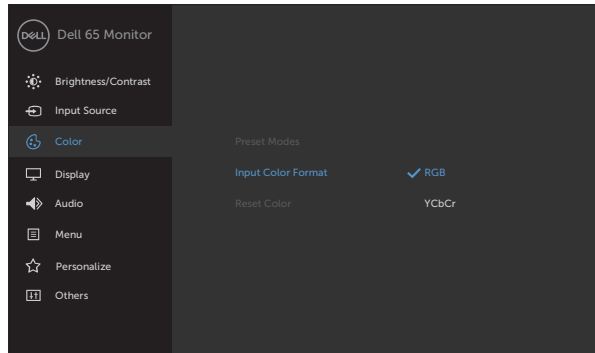 DELL
Dell 65 Monitor
Brightness/Contrast
Input Source
Color
Display
Audio
Menu
Personalize
Others
Preset Modes
Input Color Format
Reset Color
RGB
YCbCr